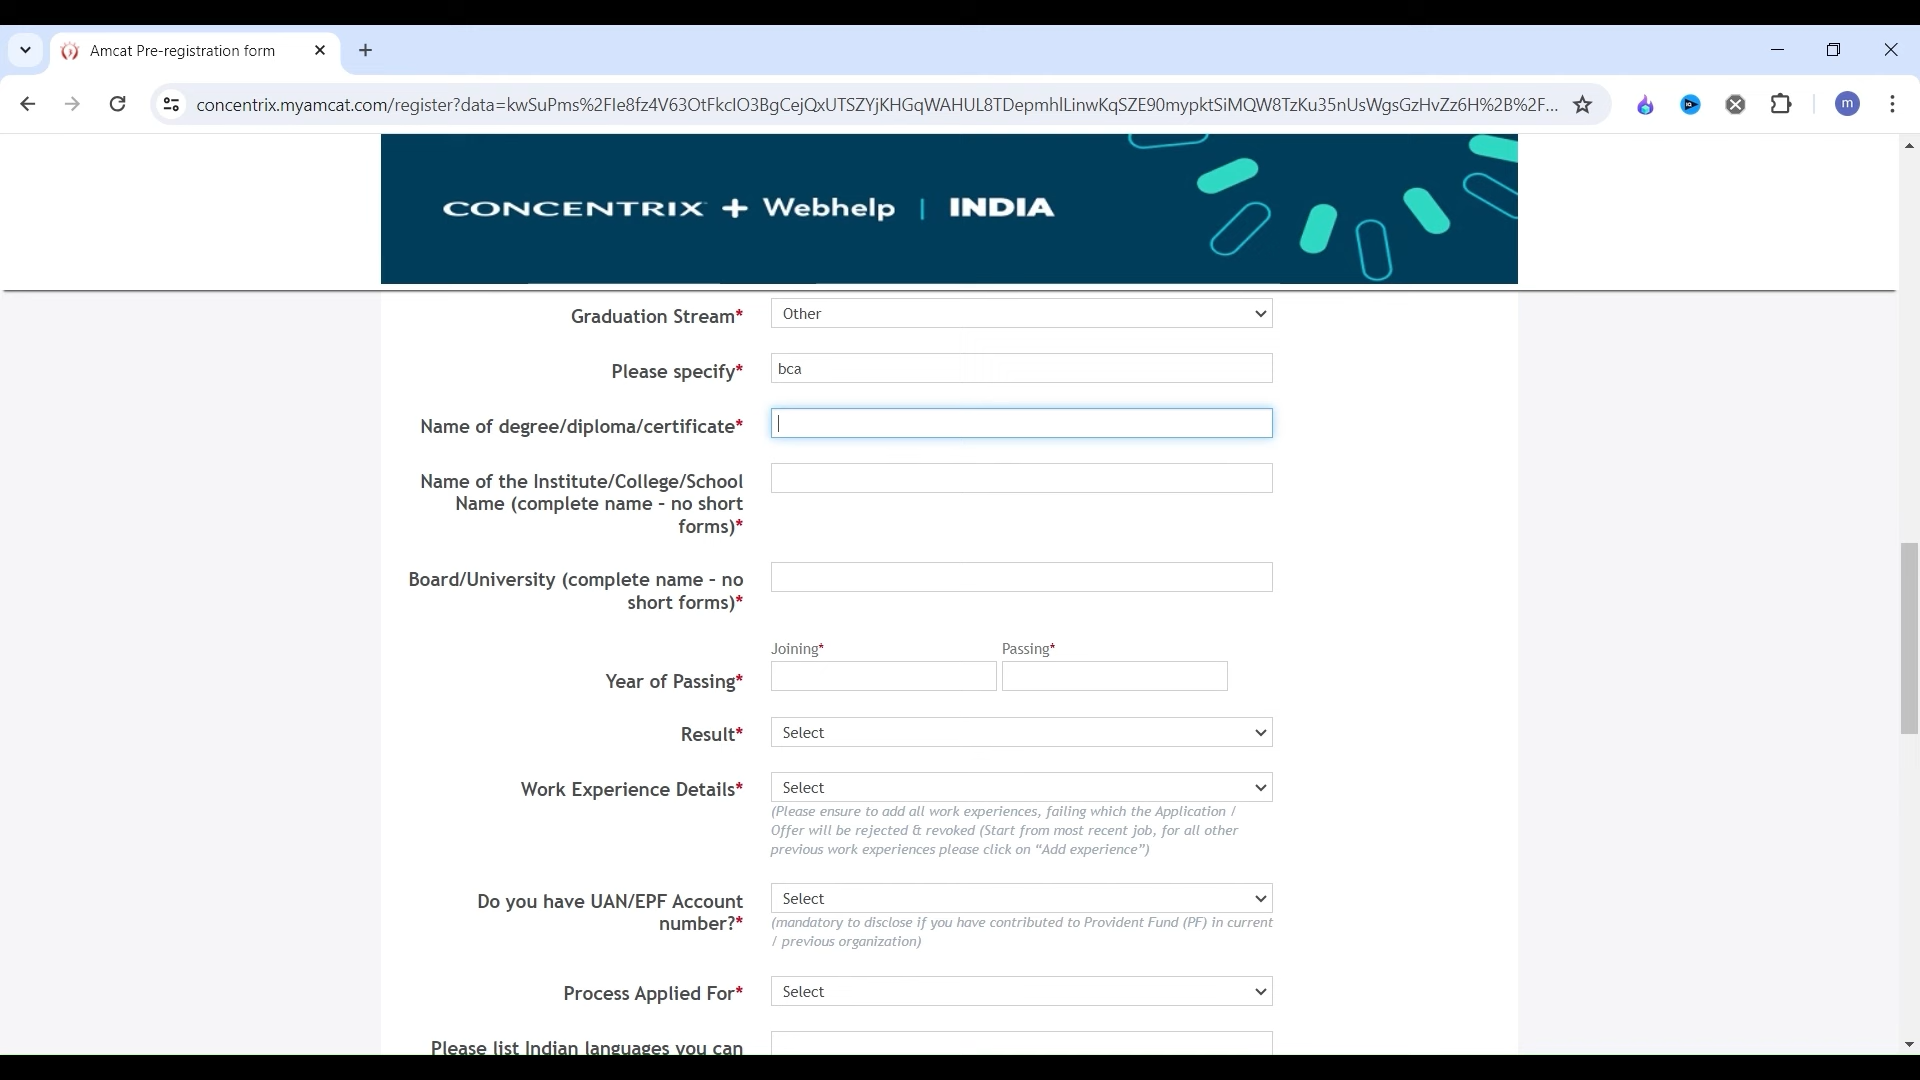 Amcat Pre-registration form
concentrix.myamcat.com/register?data=kwSuPms%2FIe8fz4V63OtFkclO3BgCejQxUTSZYjKHGqWAHUL8TDepmhlLinwKqSZE90mypktSiMQW8TzKu35nUsWgsGzHvZz6H%2B%2F...
m
CONCENTRIX + Webhelp | INDIA
Graduation Stream*
Other
Please specify*
bca
Name of degree/diploma/certificate*
Name of the Institute/College/School
Name (complete name - no short
forms)*
Board/University (complete name - no
short forms)*
Joining* Passing*
Year of Passing*
Result*
Select
Work Experience Details*
Select
(Please ensure to add all work experiences, failing which the Application /
Offer will be rejected & revoked (Start from most recent job, for all other
previous work experiences please click on “Add experience”)
Do you have UAN/EPF Account
number?*
Select
(mandatory to disclose if you have contributed to Provident Fund (PF) in current
/ previous organization)
Process Applied For*
Select
Please list Indian languages you can